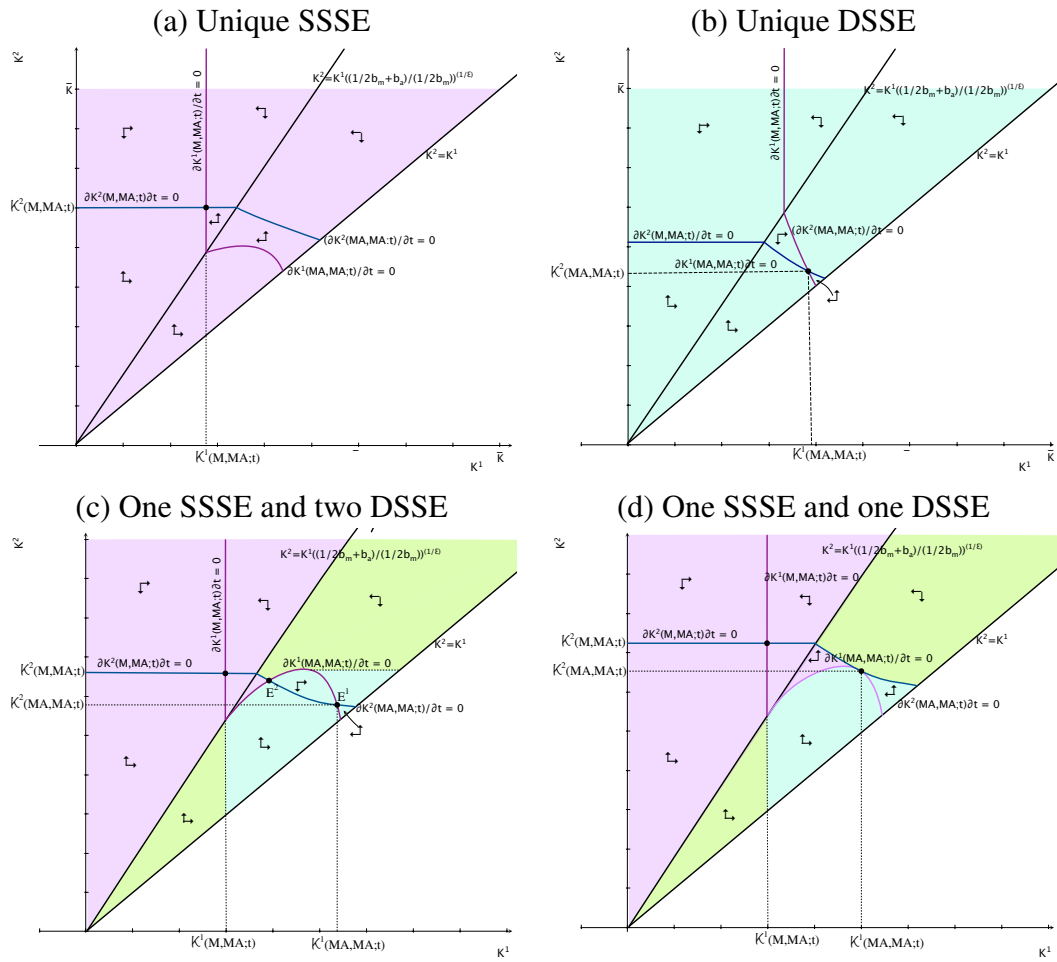 (a) Unique SSSE
K²
K̄
∂K¹(M,MA;t)/∂t = 0
K²=K¹((1/2bₘ+bₐ)/(1/2bₘ))^(1/ε)
K²=K¹
K²(M,MA;t)
∂K²(M,MA;t)∂t = 0
(∂K²(MA,MA;t)/∂t = 0
∂K¹(MA,MA;t)/∂t = 0
K¹(M,MA;t)
K¹
K̄
(b) Unique DSSE
K²
K̄
∂K¹(M,MA;t)∂t = 0
K²=K¹((1/2bₘ+bₐ)/(1/2bₘ))^(1/ε)
K²=K¹
∂K²(M,MA;t)/∂t = 0
(∂K²(MA,MA;t)/∂t = 0
K²(MA,MA;t)
∂K¹(MA,MA;t)∂t = 0
K¹(MA,MA;t)
K¹
K̄
(c) One SSSE and two DSSE
K²
∂K¹(M,MA;t)∂t = 0
K²=K¹((1/2bₘ+bₐ)/(1/2bₘ))^(1/ε)
K²=K¹
K²(M,MA;t)
∂K²(M,MA;t)∂t = 0
∂K¹(MA,MA;t)/∂t = 0
E²
E¹
K²(MA,MA;t)
∂K²(MA,MA;t)/∂t = 0
K¹(M,MA;t)
K¹(MA,MA;t)
K¹
(d) One SSSE and one DSSE
K²
K²=K¹((1/2bₘ+bₐ)/(1/2bₘ))^(1/ε)
∂K¹(M,MA;t)∂t = 0
K²=K¹
K²(M,MA;t)
∂K²(M,MA;t)∂t = 0
K²(MA,MA;t)
∂K¹(MA,MA;t)/∂t = 0
∂K²(MA,MA;t)∂t = 0
K¹(M,MA;t)
K¹(MA,MA;t)
K¹